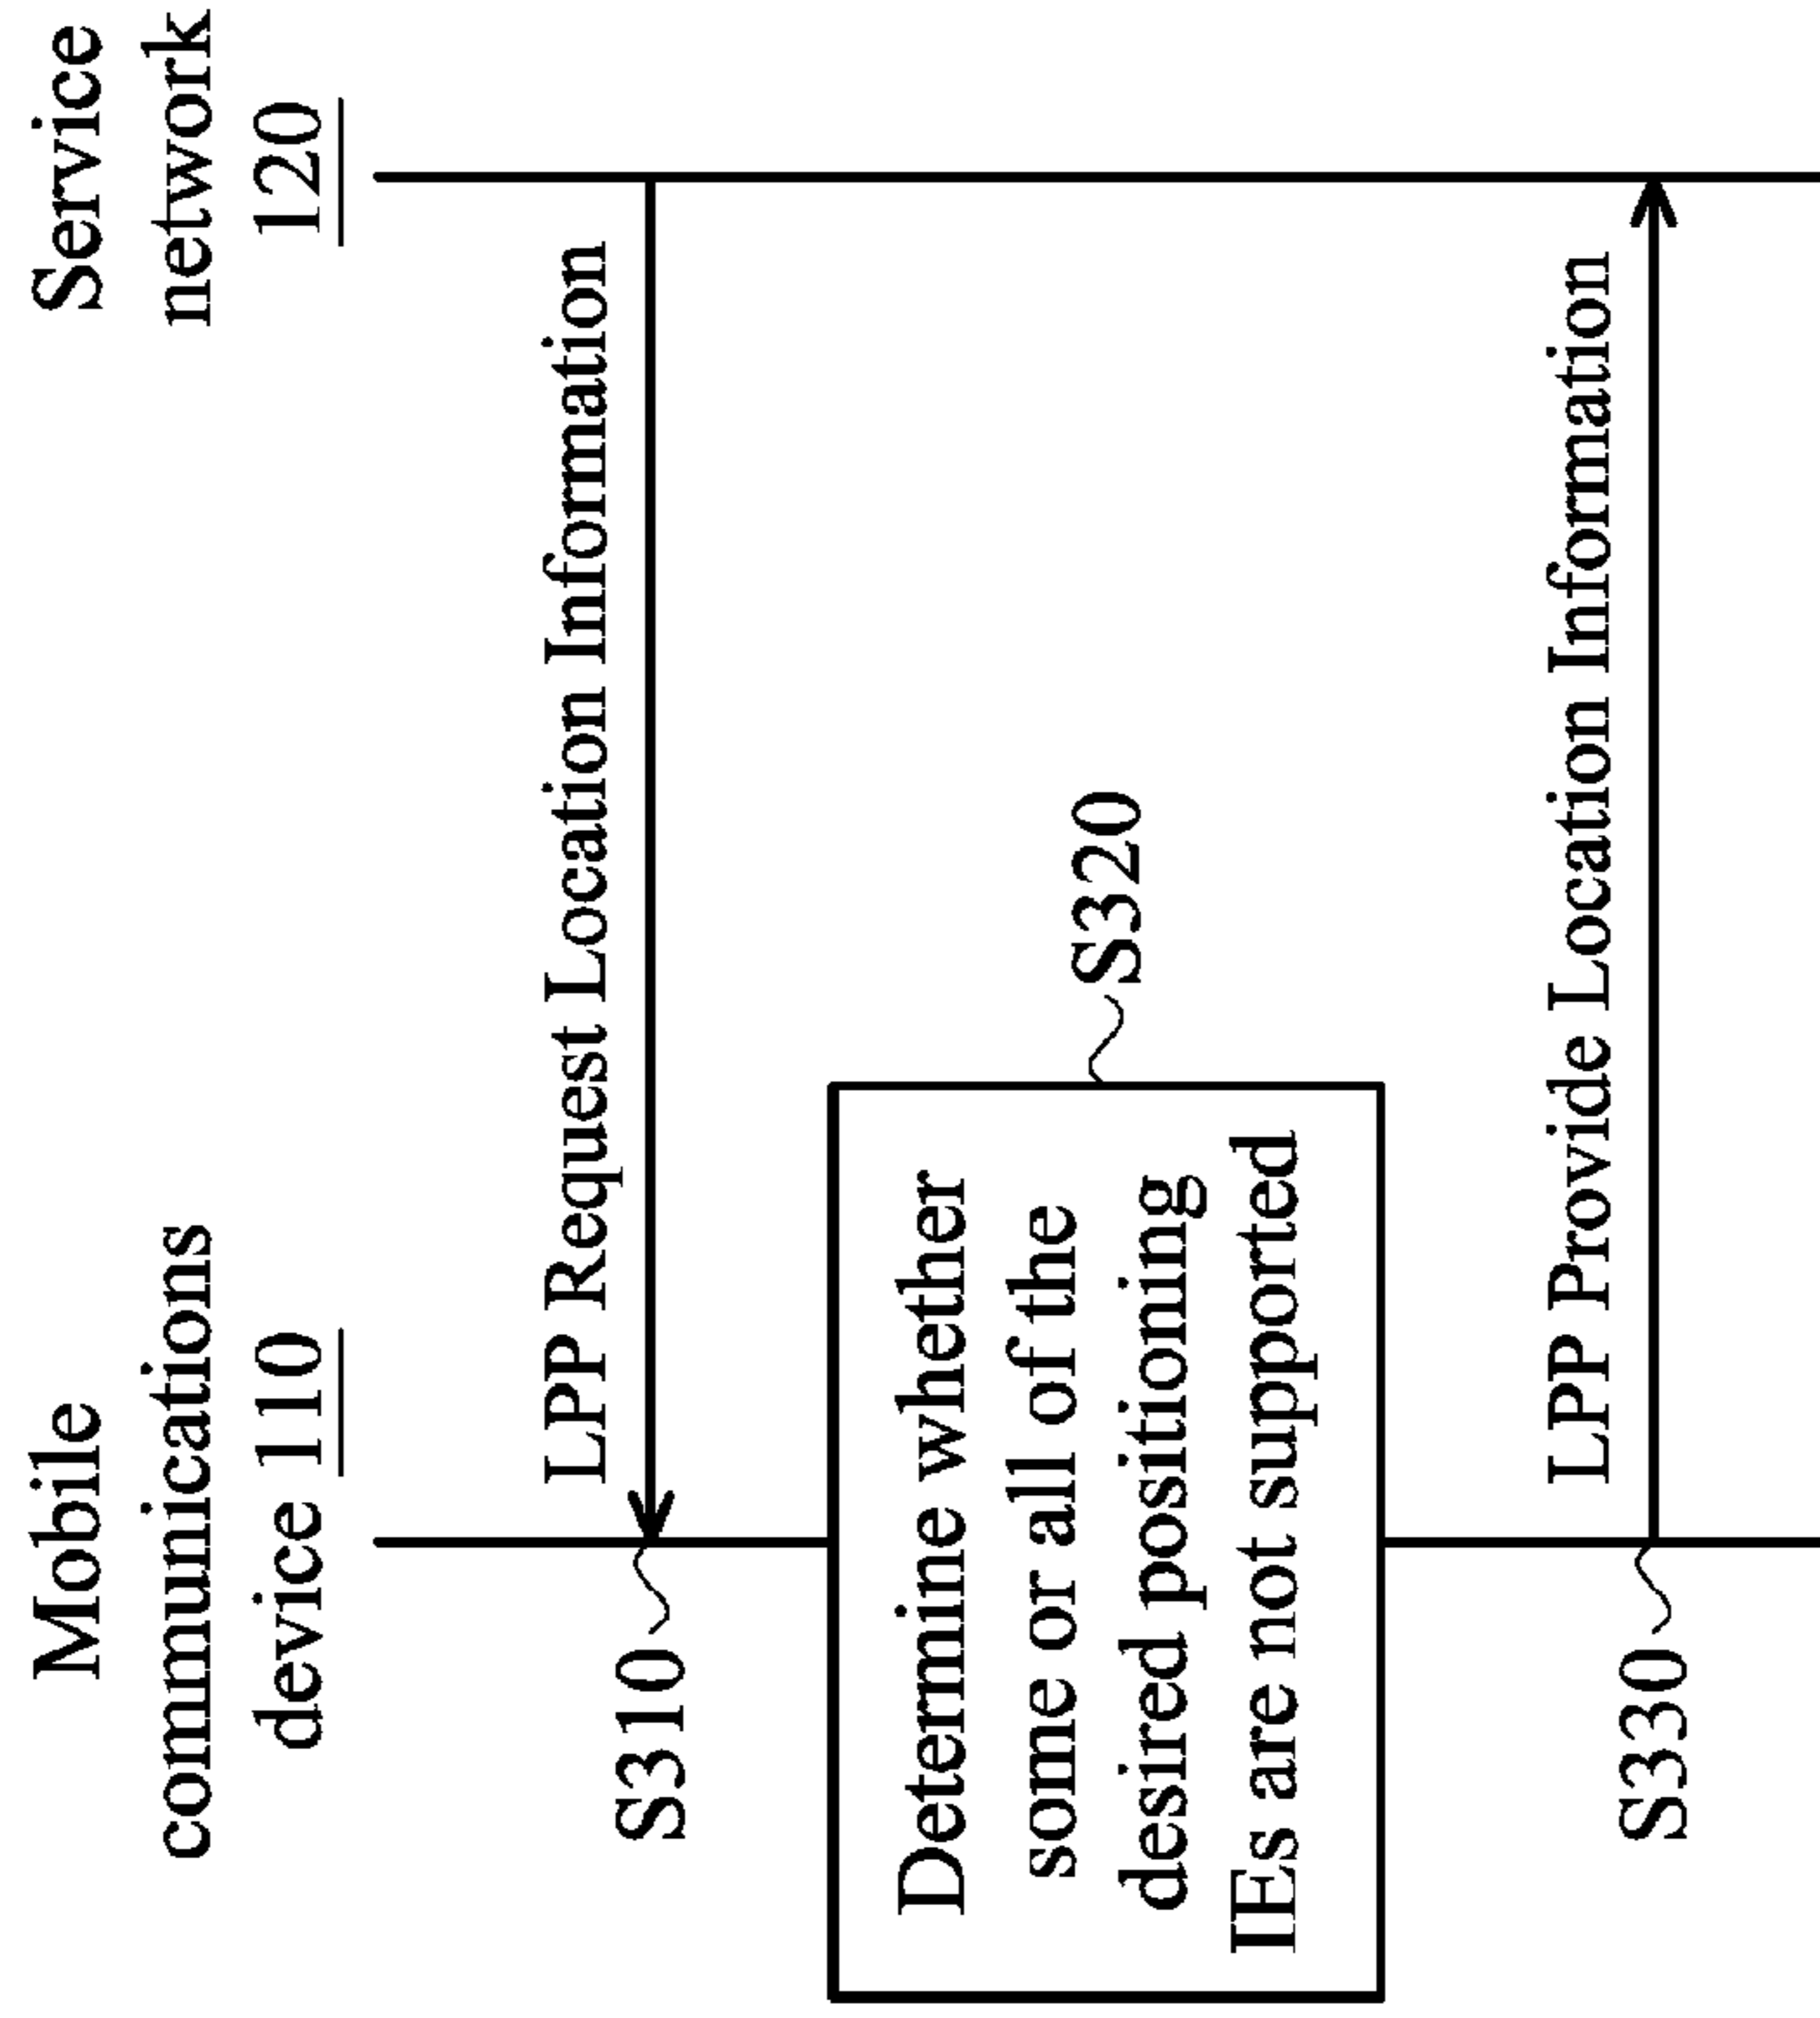 Mobile
communications
device 110
Service
network
120
LPP Request Location Information
S310
Determine whether
some or all of the
desired positioning
IEs are not supported
S320
LPP Provide Location Information
S330